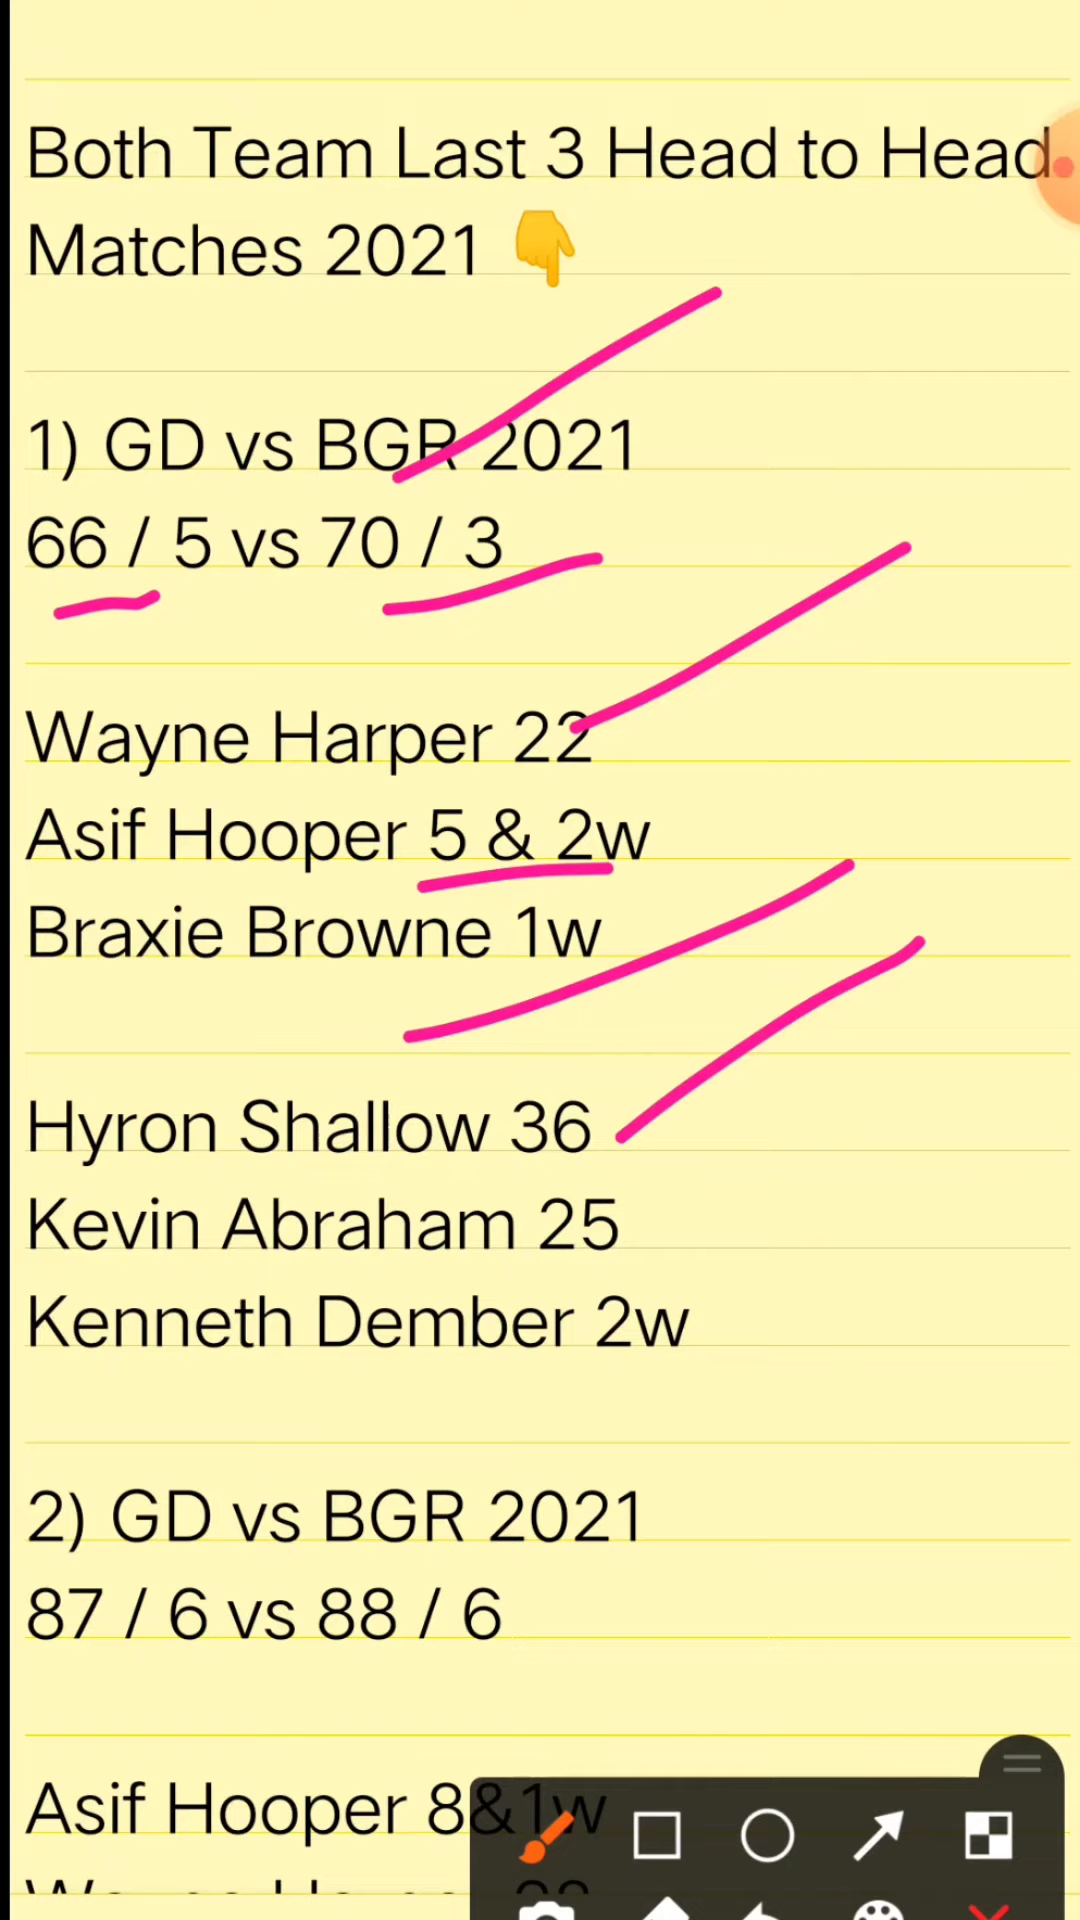 Both Team Last 3 Head to Head
Matches 2021 👇
1) GD vs BGR 2021
66 / 5 vs 70 / 3
Wayne Harper 22
Asif Hooper 5 & 2w
Braxie Browne 1w
Hyron Shallow 36
Kevin Abraham 25
Kenneth Dember 2w
2) GD vs BGR 2021
87 / 6 vs 88 / 6
Asif Hooper 8&1w